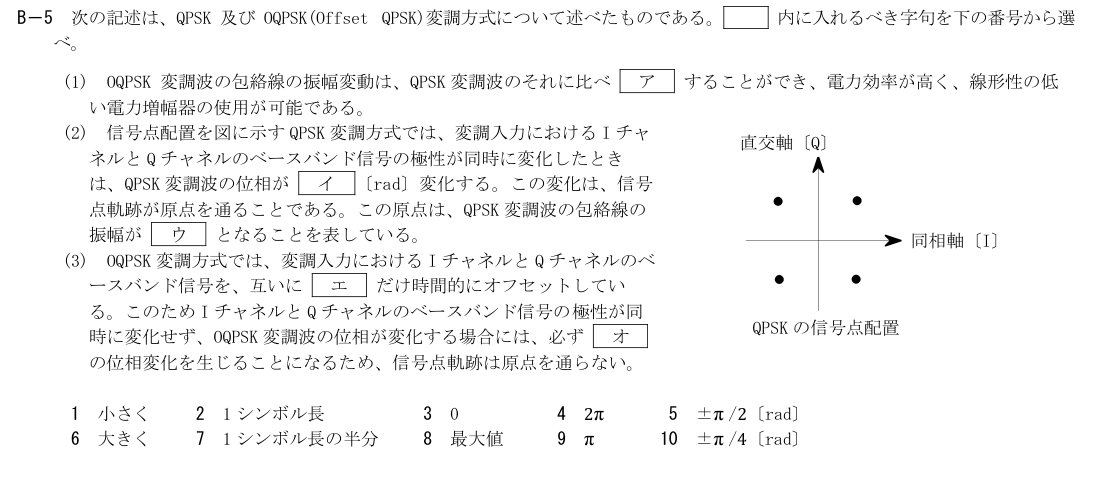 B－5 次の記述は、QPSK 及び OQPSK(Offset QPSK)変調方式について述べたものである。 内に入れるべき字句を下の番号から選
べ。
(1) OQPSK 変調波の包絡線の振幅変動は、QPSK 変調波のそれに比べ ア することができ、電力効率が高く、線形性の低
い電力増幅器の使用が可能である。
(2) 信号点配置を図に示す QPSK 変調方式では、変調入力における I チャ
ネルと Q チャネルのベースバンド信号の極性が同時に変化したとき
は、QPSK 変調波の位相が イ 〔rad〕変化する。この変化は、信号
点軌跡が原点を通ることである。この原点は、QPSK 変調波の包絡線の
振幅が ウ となることを表している。
(3) OQPSK 変調方式では、変調入力における I チャネルと Q チャネルのベ
ースバンド信号を、互いに エ だけ時間的にオフセットしてい
る。このため I チャネルと Q チャネルのベースバンド信号の極性が同
時に変化せず、OQPSK 変調波の位相が変化する場合には、必ず オ
の位相変化を生じることになるため、信号点軌跡は原点を通らない。
直交軸〔Q〕
同相軸〔I〕
QPSK の信号点配置
1 小さく 2 1 シンボル長 3 0 4 2π 5 ±π/2〔rad〕
6 大きく 7 1 シンボル長の半分 8 最大値 9 π 10 ±π/4〔rad〕